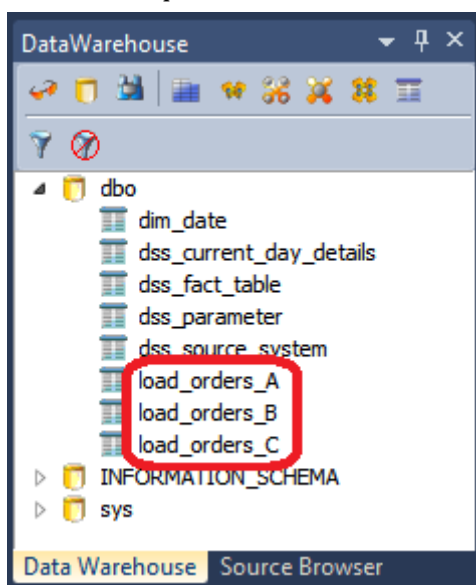 DataWarehouse
dbo
dim_date
dss_current_day_details
dss_fact_table
dss_parameter
dss_source_system
load_orders_A
load_orders_B
load_orders_C
INFORMATION_SCHEMA
sys
Data Warehouse Source Browser